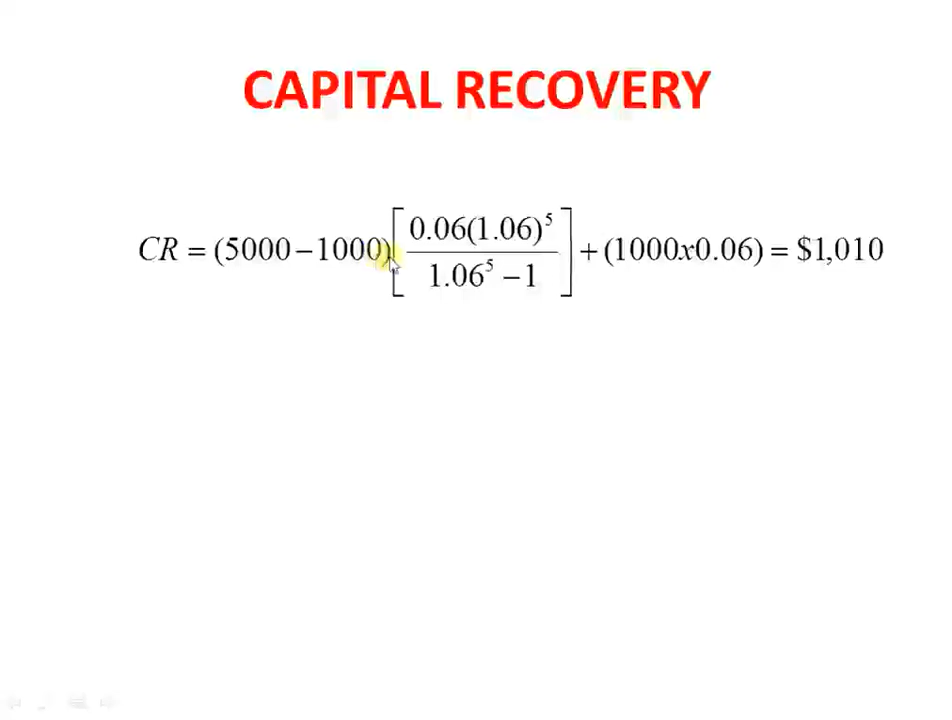 CAPITAL RECOVERY
CR = (5000 − 1000) [ 0.06(1.06)^5 / 1.06^5 − 1 ] + (1000x0.06) = $1,010